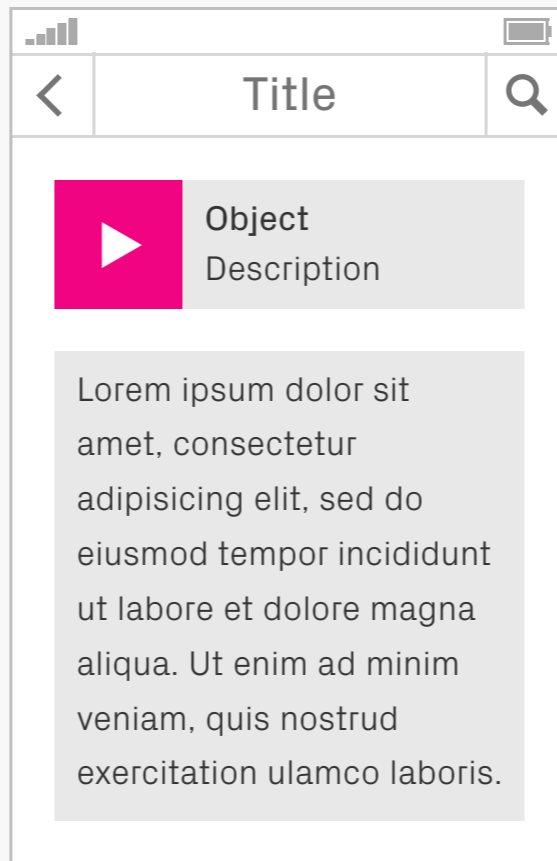 Title
Object
Description
Lorem ipsum dolor sit
amet, consectetur
adipisicing elit, sed do
eiusmod tempor incididunt
ut labore et dolore magna
aliqua. Ut enim ad minim
veniam, quis nostrud
exercitation ulamco laboris.